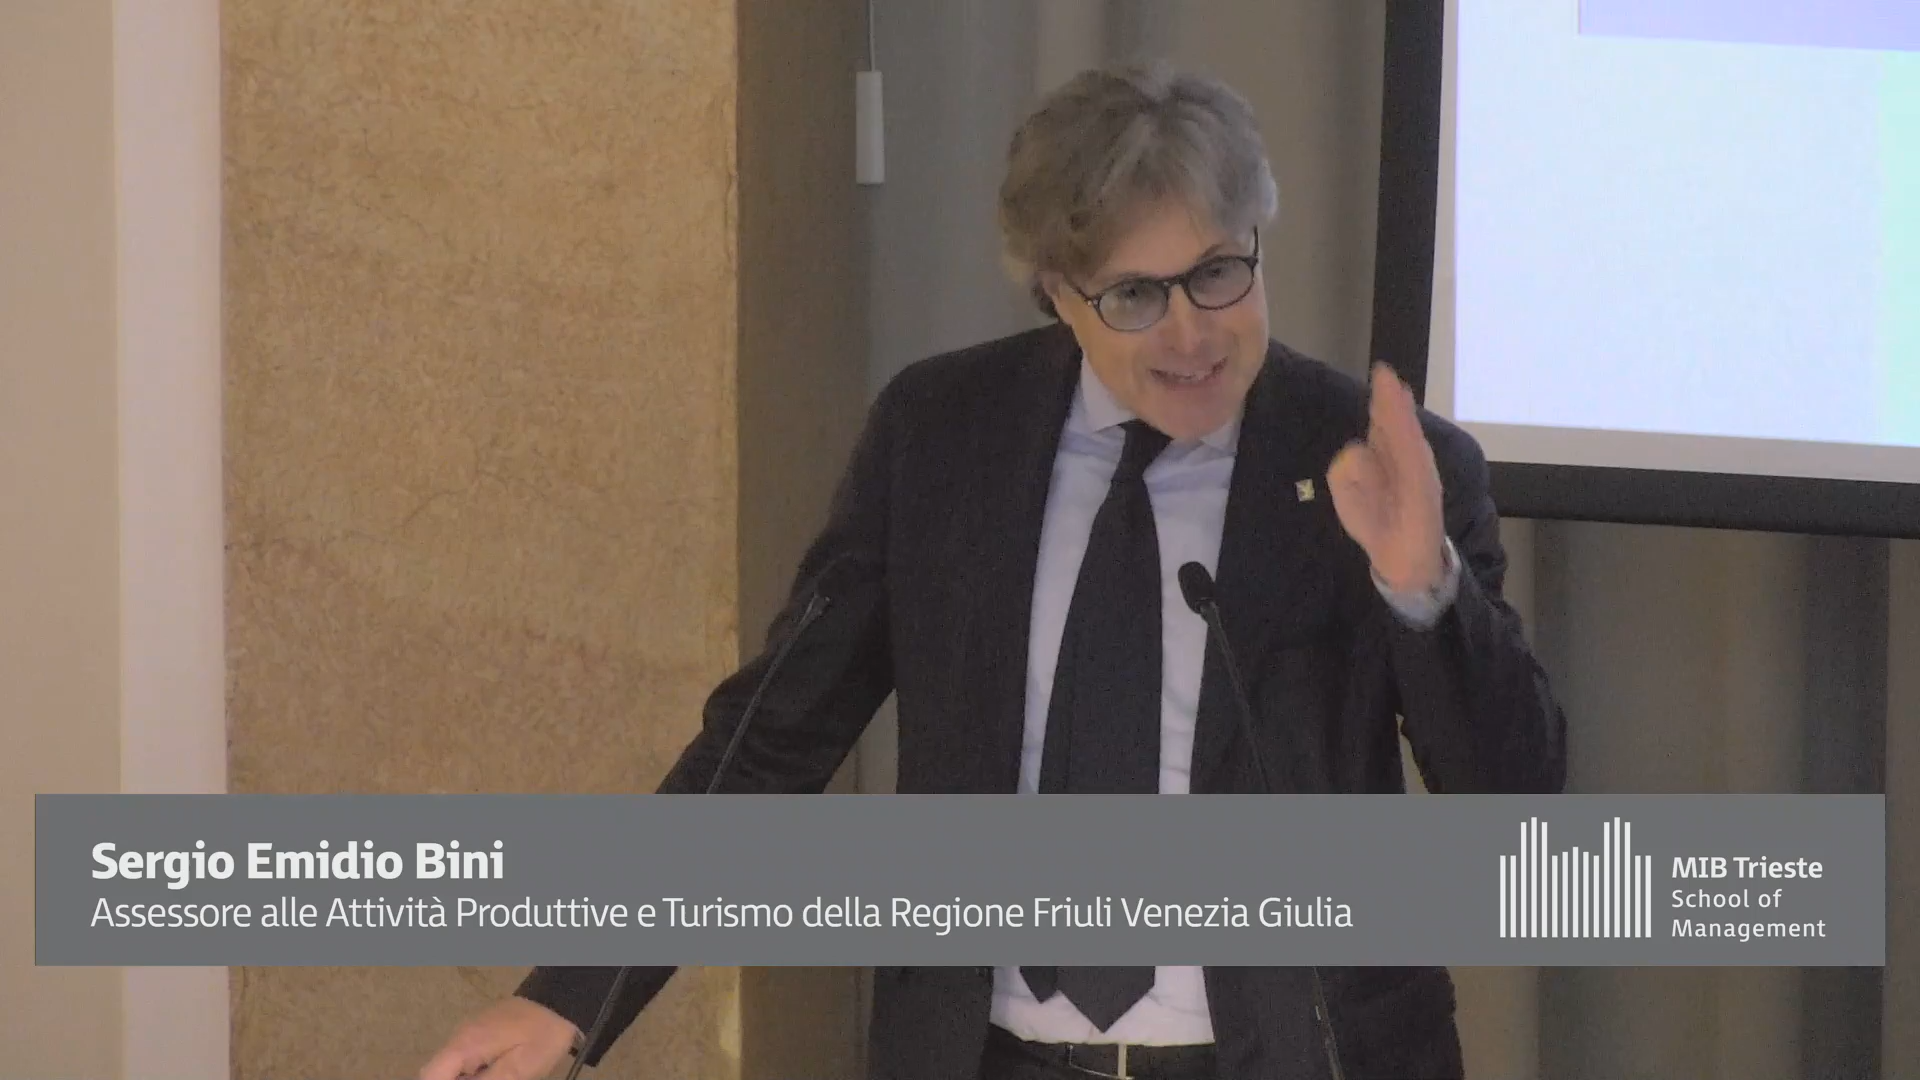 Sergio Emidio Bini
Assessore alle Attività Produttive e Turismo della Regione Friuli Venezia Giulia
MIB Trieste
School of
Management